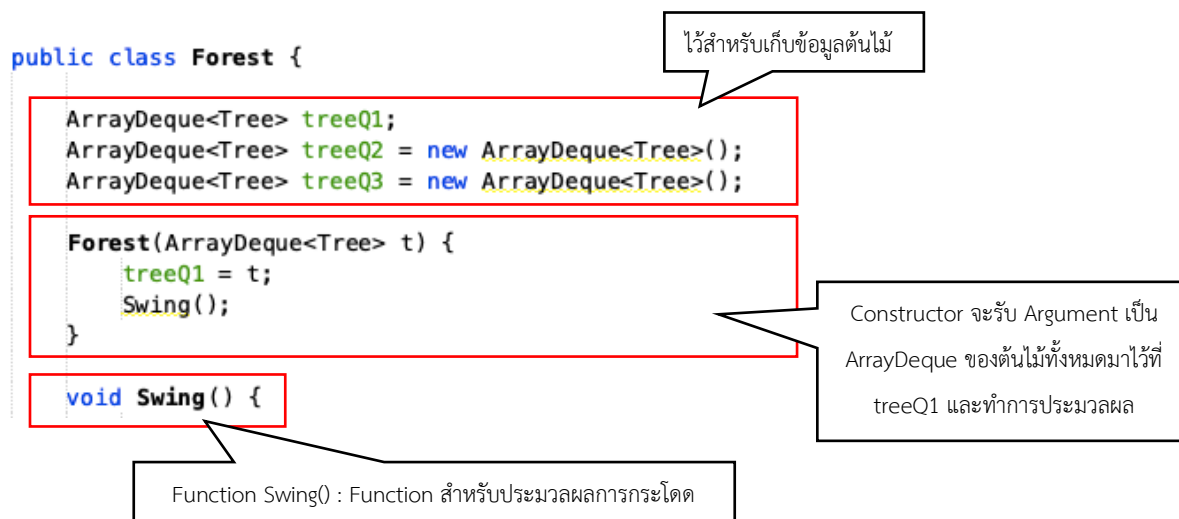 ไว้สำหรับเก็บข้อมูลต้นไม้
public class Forest {
ArrayDeque<Tree> treeQ1;
ArrayDeque<Tree> treeQ2 = new ArrayDeque<Tree>();
ArrayDeque<Tree> treeQ3 = new ArrayDeque<Tree>();
Forest(ArrayDeque<Tree> t) {
treeQ1 = t;
Swing();
}
Constructor จะรับ Argument เป็น
ArrayDeque ของต้นไม้ทั้งหมดมาไว้ที่
treeQ1 และทำการประมวลผล
void Swing() {
Function Swing() : Function สำหรับประมวลผลการกระโดด